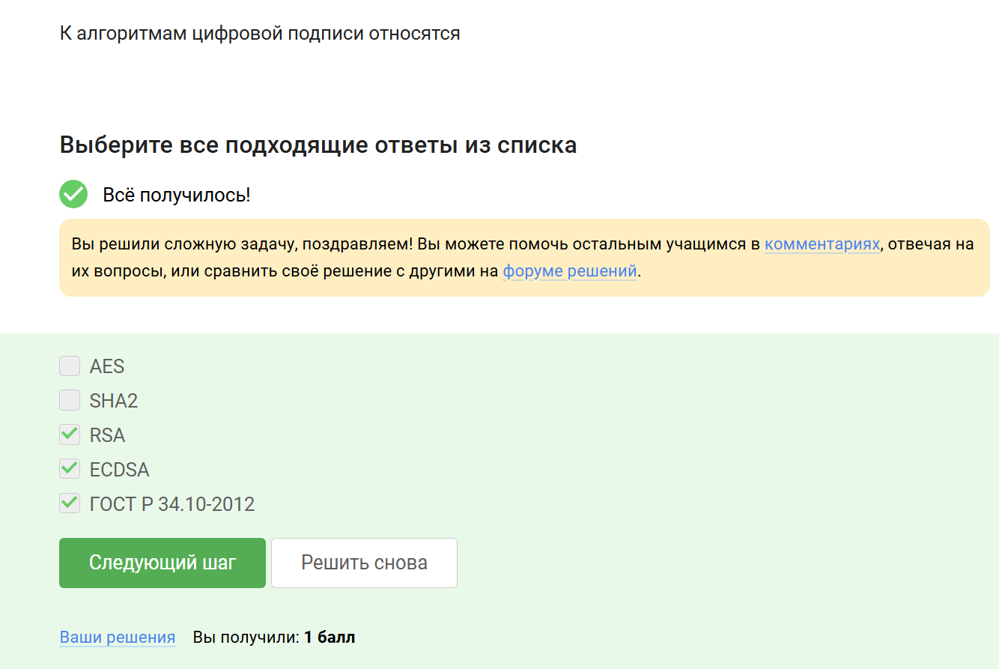 К алгоритмам цифровой подписи относятся
Выберите все подходящие ответы из списка
Всё получилось!
Вы решили сложную задачу, поздравляем! Вы можете помочь остальным учащимся в комментариях, отвечая на
их вопросы, или сравнить своё решение с другими на форуме решений.
AES
SHA2
RSA
ECDSA
ГОСТ Р 34.10-2012
Следующий шаг
Решить снова
Ваши решения Вы получили: 1 балл